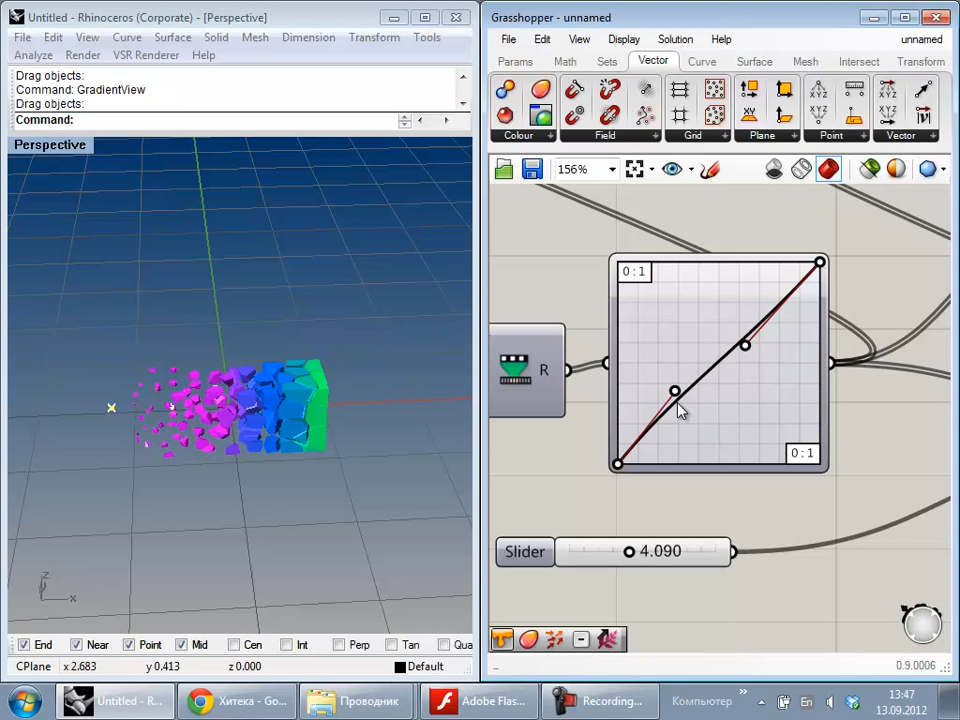 Untitled - Rhinoceros (Corporate) - [Perspective]
File Edit View Curve Surface Solid Mesh Dimension Transform Tools
Analyze Render VSR Renderer Help
Drag objects:
Command: GradientView
Drag objects:
Command:
Perspective
z
y
x
End Near Point Mid Cen Int Perp Tan Qua
CPlane x 2.683 y 0.413 z 0.000 Default
Grasshopper - unnamed
File Edit View Display Solution Help unnamed
Params Math Sets Vector Curve Surface Mesh Intersect Transform
Colour Field Grid Plane Point Vector
156%
0 : 1
R
0 : 1
Slider 4.090
0.9.0006
Untitled - R... Хитека - Go... Проводник Adobe Flas... Recording... Компьютер » En 13:47
13.09.2012